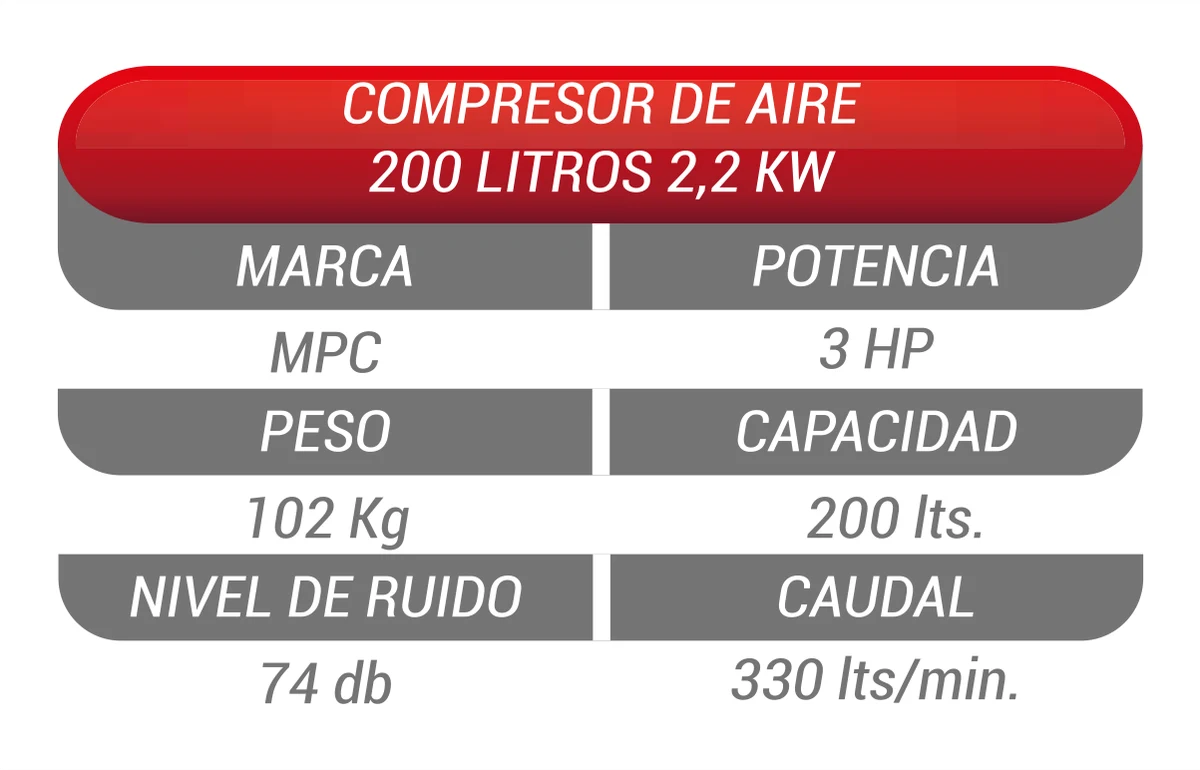 COMPRESOR DE AIRE
200 LITROS 2,2 KW
MARCA POTENCIA
MPC 3 HP
PESO CAPACIDAD
102 Kg 200 lts.
NIVEL DE RUIDO CAUDAL
74 db 330 lts/min.